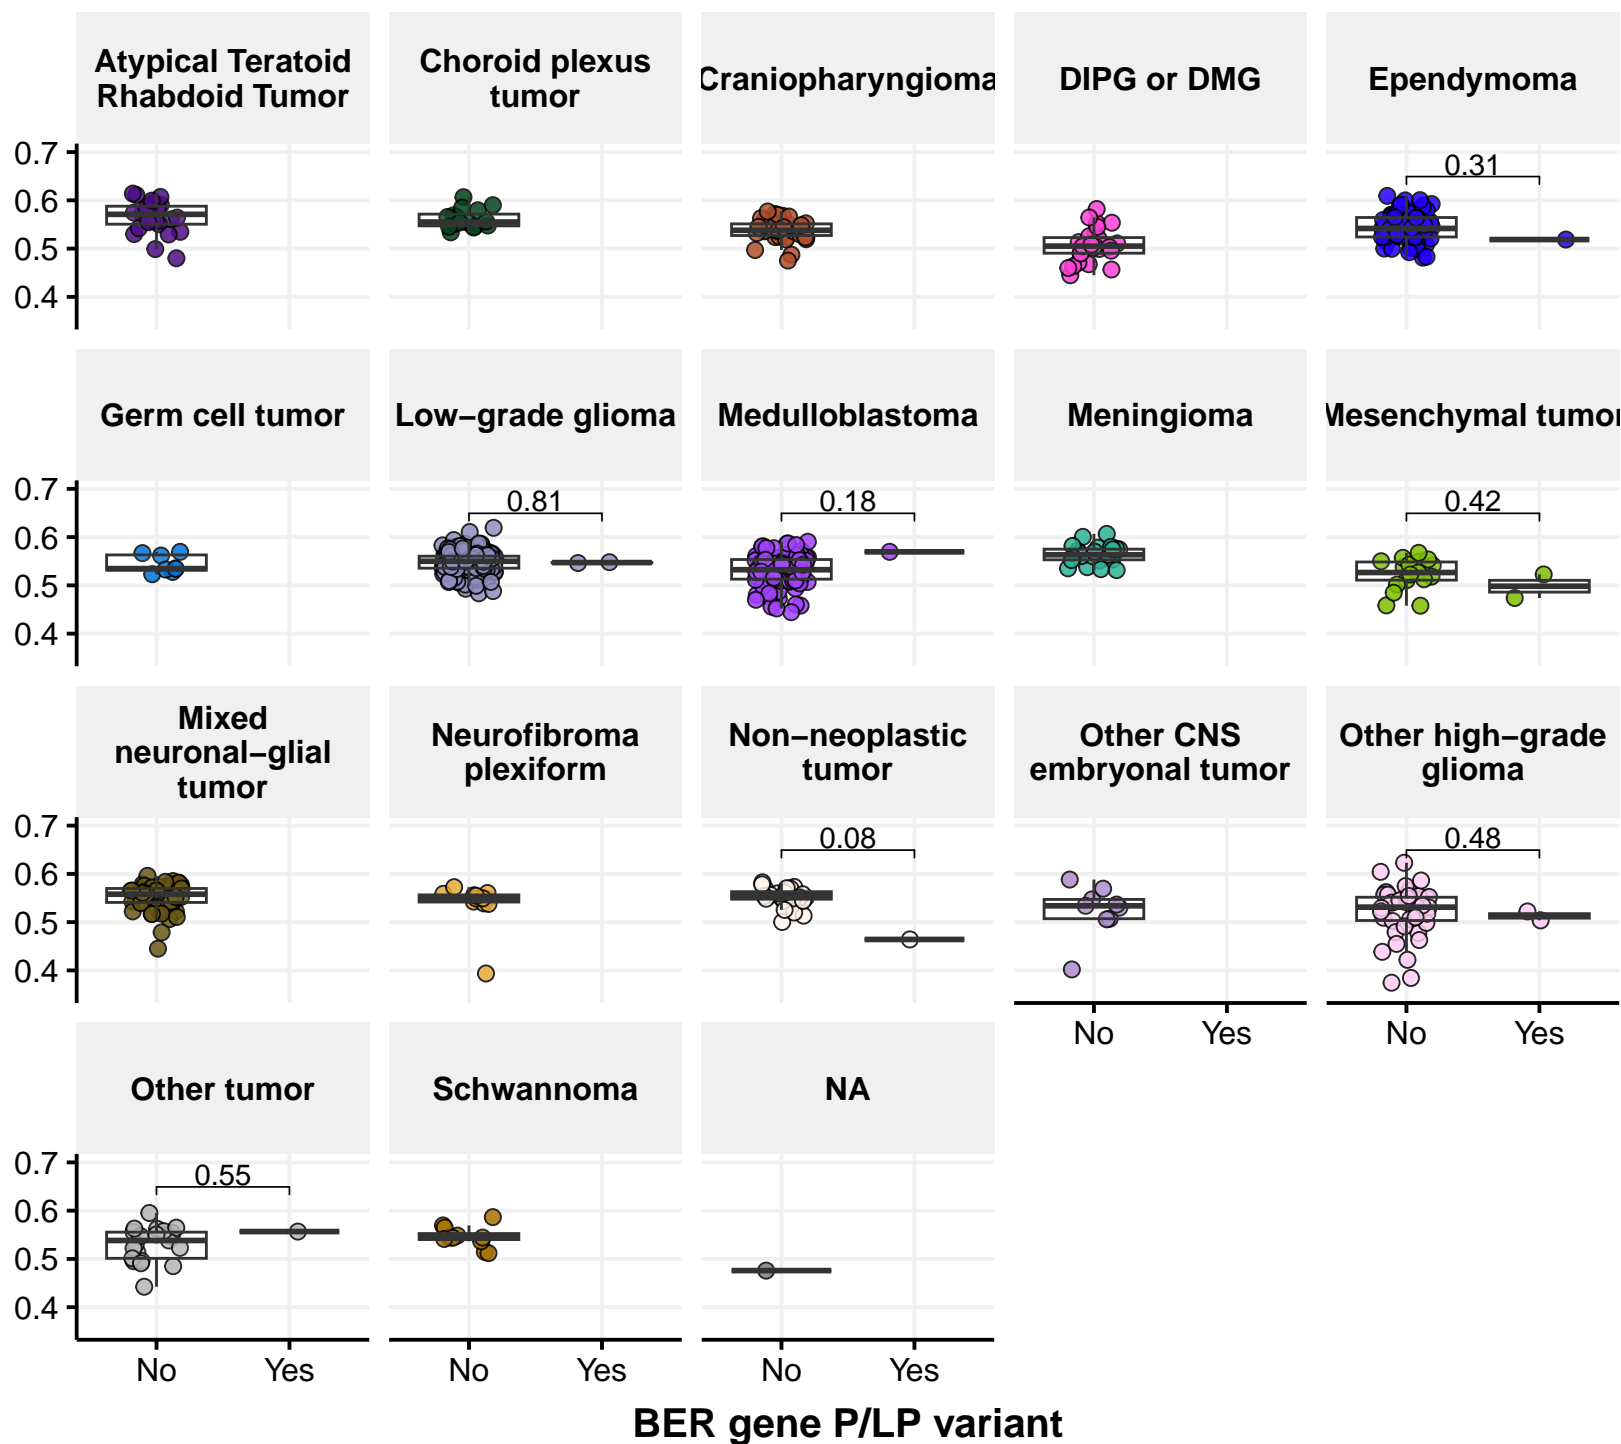 Atypical Teratoid
Rhabdoid Tumor
Choroid plexus
tumor
Craniopharyngioma
DIPG or DMG
Ependymoma
0.7
0.6
0.5
0.4
0.31
Germ cell tumor
Low−grade glioma
Medulloblastoma
Meningioma
Mesenchymal tumor
0.7
0.6
0.5
0.4
0.81
0.18
0.42
Mixed
neuronal−glial
tumor
Neurofibroma
plexiform
Non−neoplastic
tumor
Other CNS
embryonal tumor
Other high−grade
glioma
0.7
0.6
0.5
0.4
0.08
0.48
No
Yes
No
Yes
Other tumor
Schwannoma
NA
0.7
0.6
0.5
0.4
0.55
No
Yes
No
Yes
No
Yes
BER gene P/LP variant